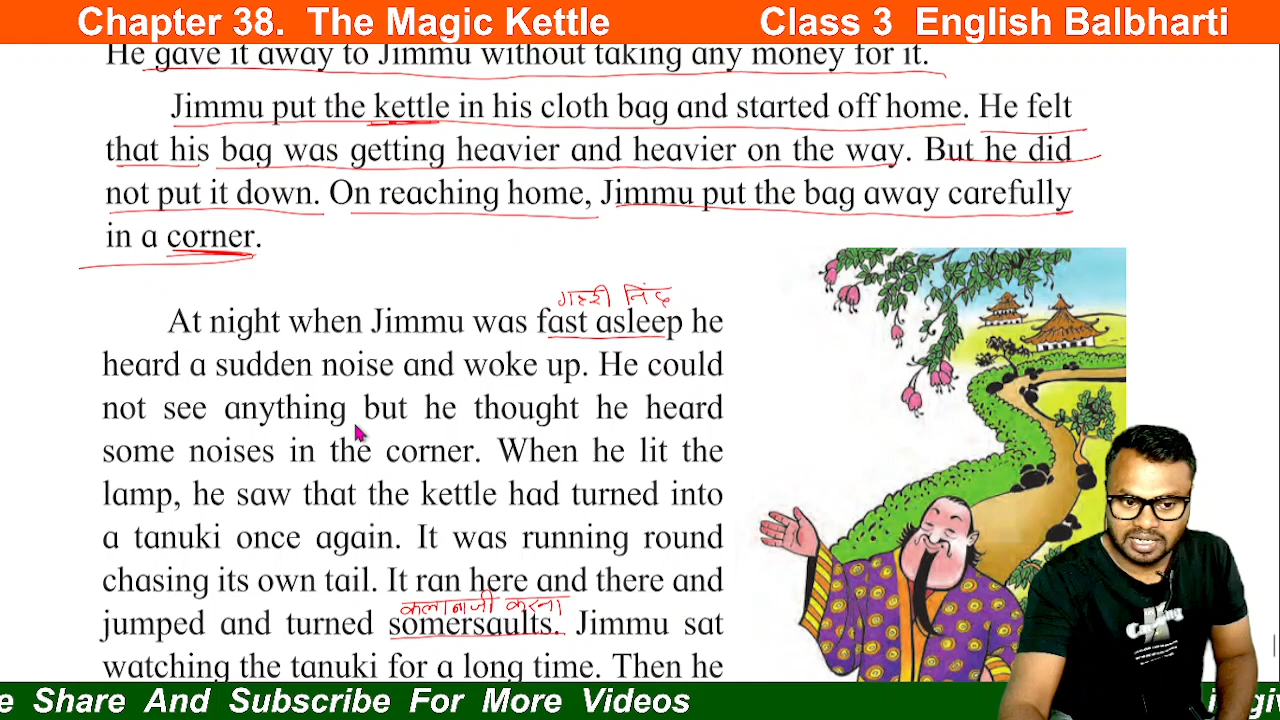 Chapter 38. The Magic Kettle Class 3 English Balbharti
He gave it away to Jimmu without taking any money for it.
Jimmu put the kettle in his cloth bag and started off home. He felt
that his bag was getting heavier and heavier on the way. But he did
not put it down. On reaching home, Jimmu put the bag away carefully
in a corner.
गहरी निंद
At night when Jimmu was fast asleep he
heard a sudden noise and woke up. He could
not see anything but he thought he heard
some noises in the corner. When he lit the
lamp, he saw that the kettle had turned into
a tanuki once again. It was running round
chasing its own tail. It ran here and there and
कलाबाजी करना
jumped and turned somersaults. Jimmu sat
watching the tanuki for a long time. Then he
e Share And Subscribe For More Videos